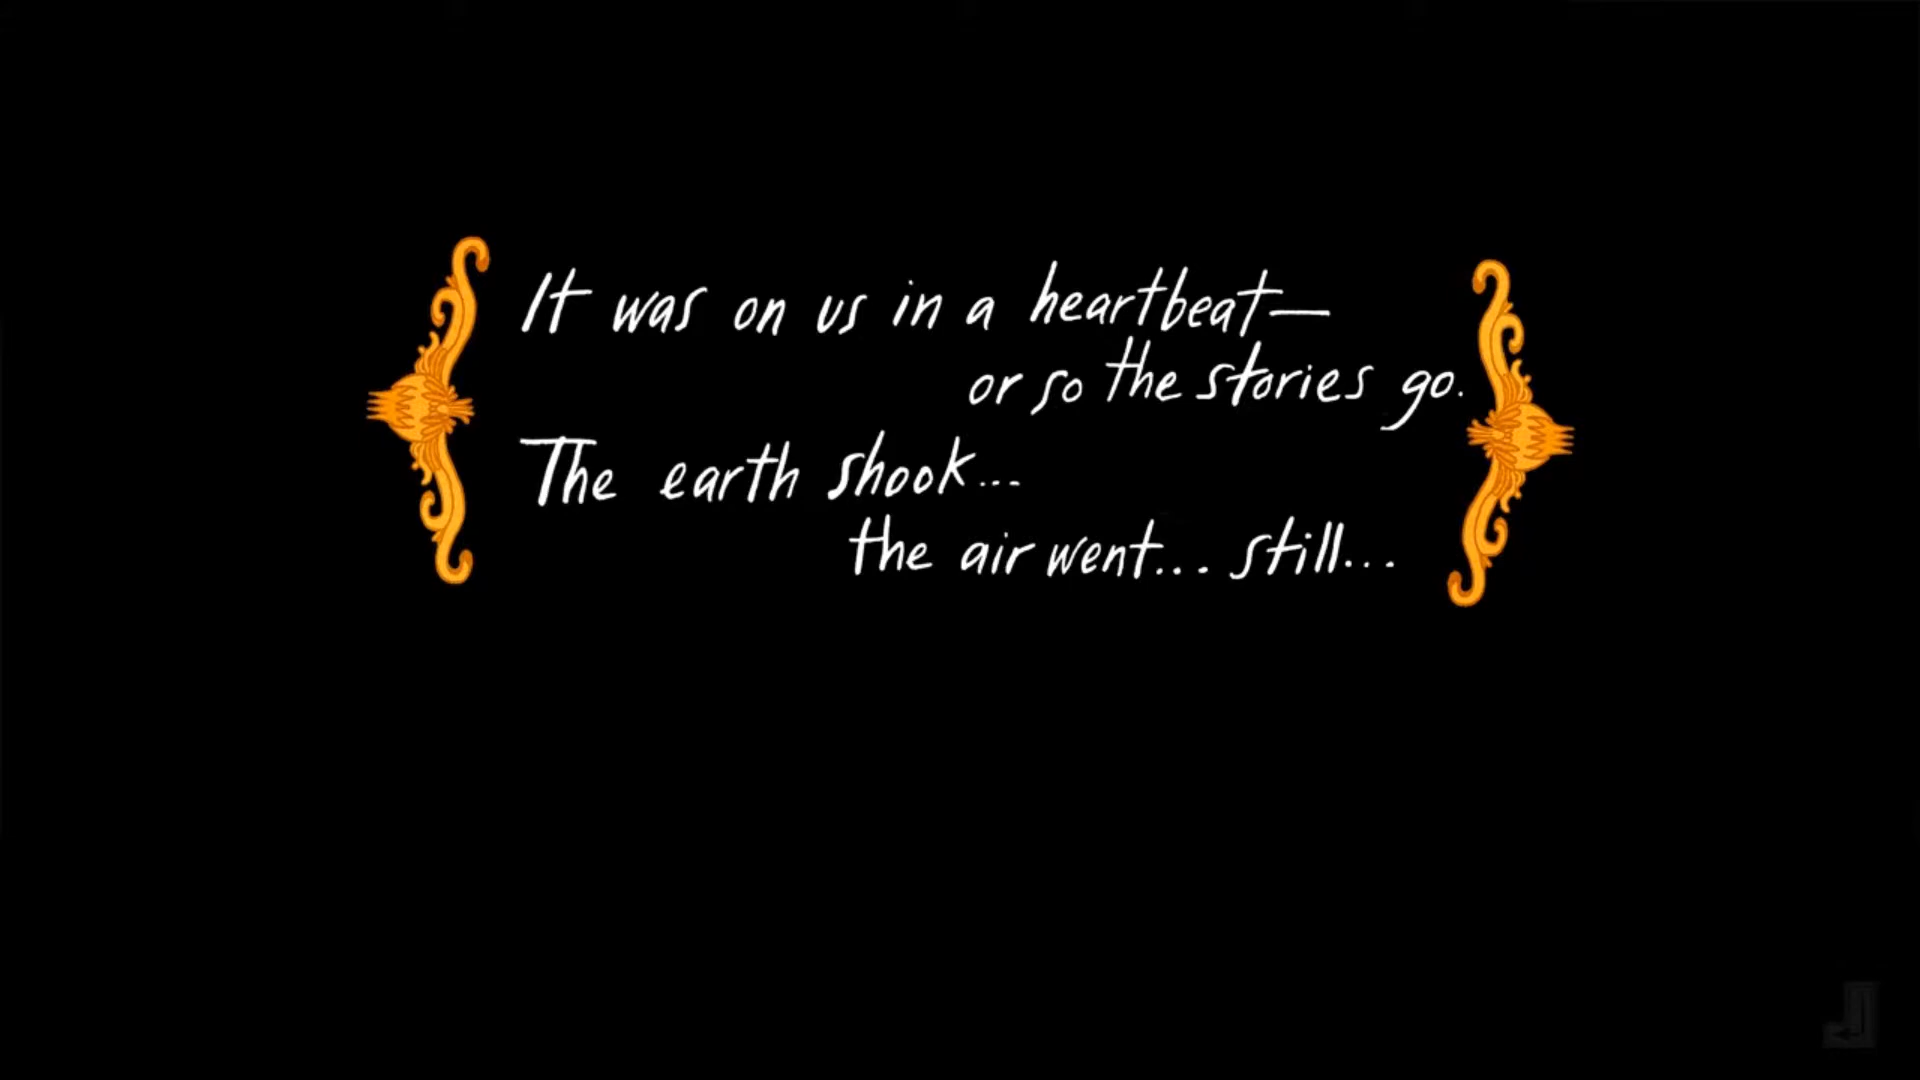 It was on us in a heartbeat—
or so the stories go.
The earth shook...
the air went... still...